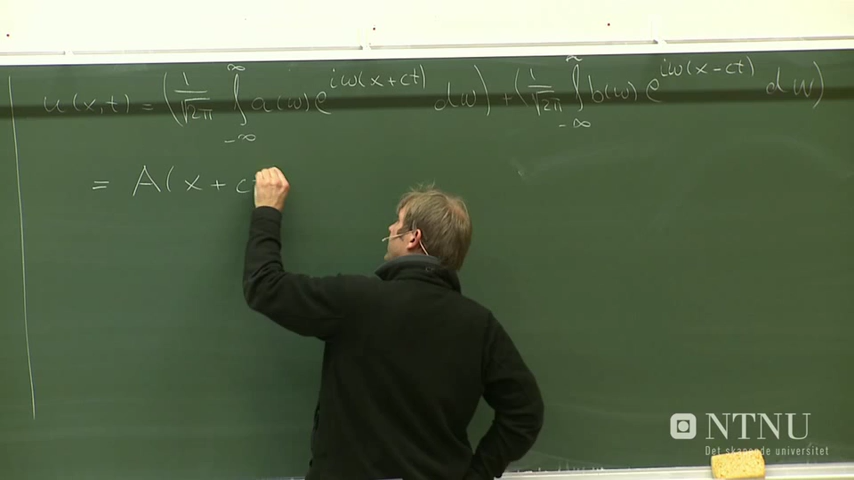 u(x,t) = (1/√2π ∫_{-∞}^{∞} a(ω) e^{iω(x+ct)} dω) + (1/√2π ∫_{-∞}^{∞} b(ω) e^{iω(x-ct)} dω)
= A(x + c
NTNU
Det skapende universitet